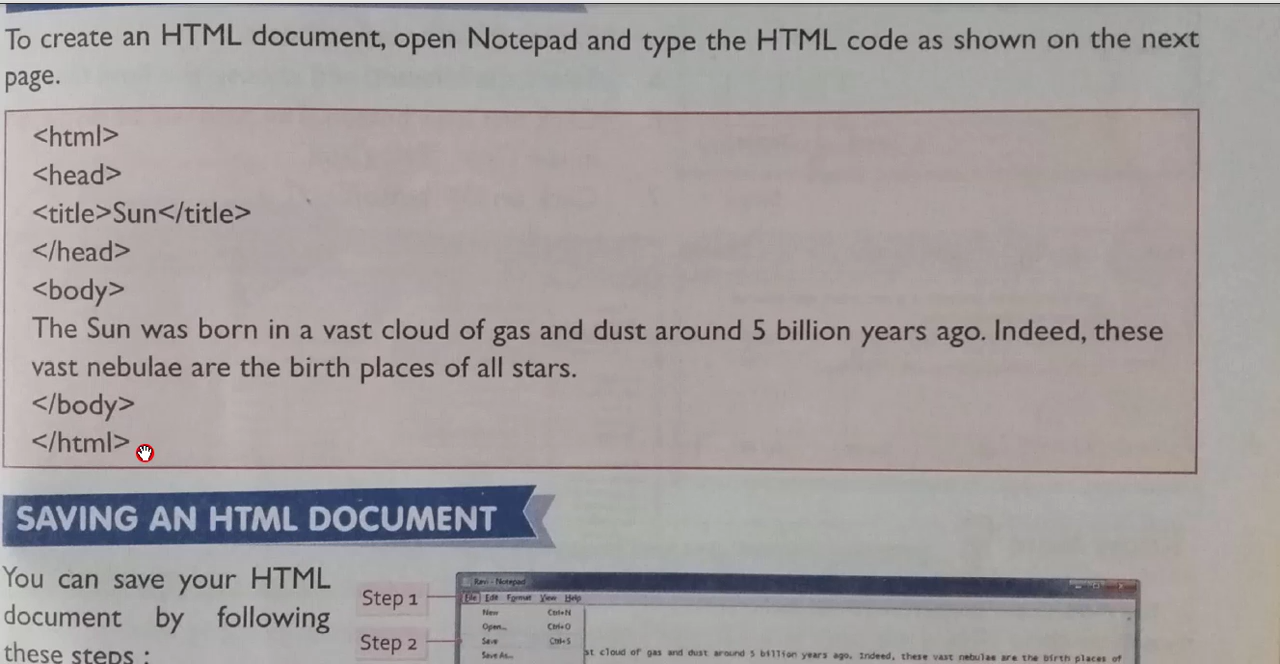 To create an HTML document, open Notepad and type the HTML code as shown on the next
page.
<html>
<head>
<title>Sun</title>
</head>
<body>
The Sun was born in a vast cloud of gas and dust around 5 billion years ago. Indeed, these
vast nebulae are the birth places of all stars.
</body>
</html>
SAVING AN HTML DOCUMENT
You can save your HTML
document by following
these steps :
Step 1
Step 2
Ravi - Notepad
File Edit Format View Help
New Ctrl+N
Open... Ctrl+O
Save Ctrl+S
Save As...
st cloud of gas and dust around 5 billion years ago. Indeed, these vast nebulae are the birth places of